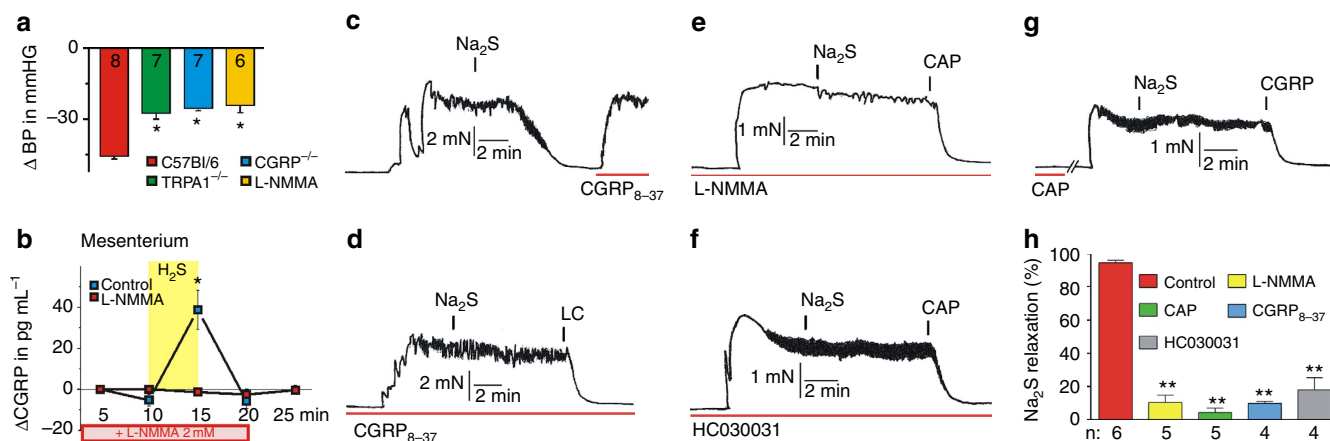 a
Δ BP in mmHG
0
–30
8
7
7
6
*
*
*
C57Bl/6
CGRP–/–
TRPA1–/–
L-NMMA
b
Mesenterium
ΔCGRP in pg mL–1
40
20
0
–20
H2S
Control
L-NMMA
*
5
10
15
20
25 min
+ L-NMMA 2 mM
c
Na2S
2 mN
2 min
CGRP8–37
d
Na2S
LC
2 mN
2 min
CGRP8–37
e
Na2S
CAP
1 mN
2 min
L-NMMA
f
Na2S
CAP
1 mN
2 min
HC030031
g
Na2S
CGRP
1 mN
2 min
CAP
h
Na2S relaxation (%)
100
80
60
40
20
0
Control
L-NMMA
CAP
CGRP8–37
HC030031
**
**
**
**
n: 6 5 5 4 4